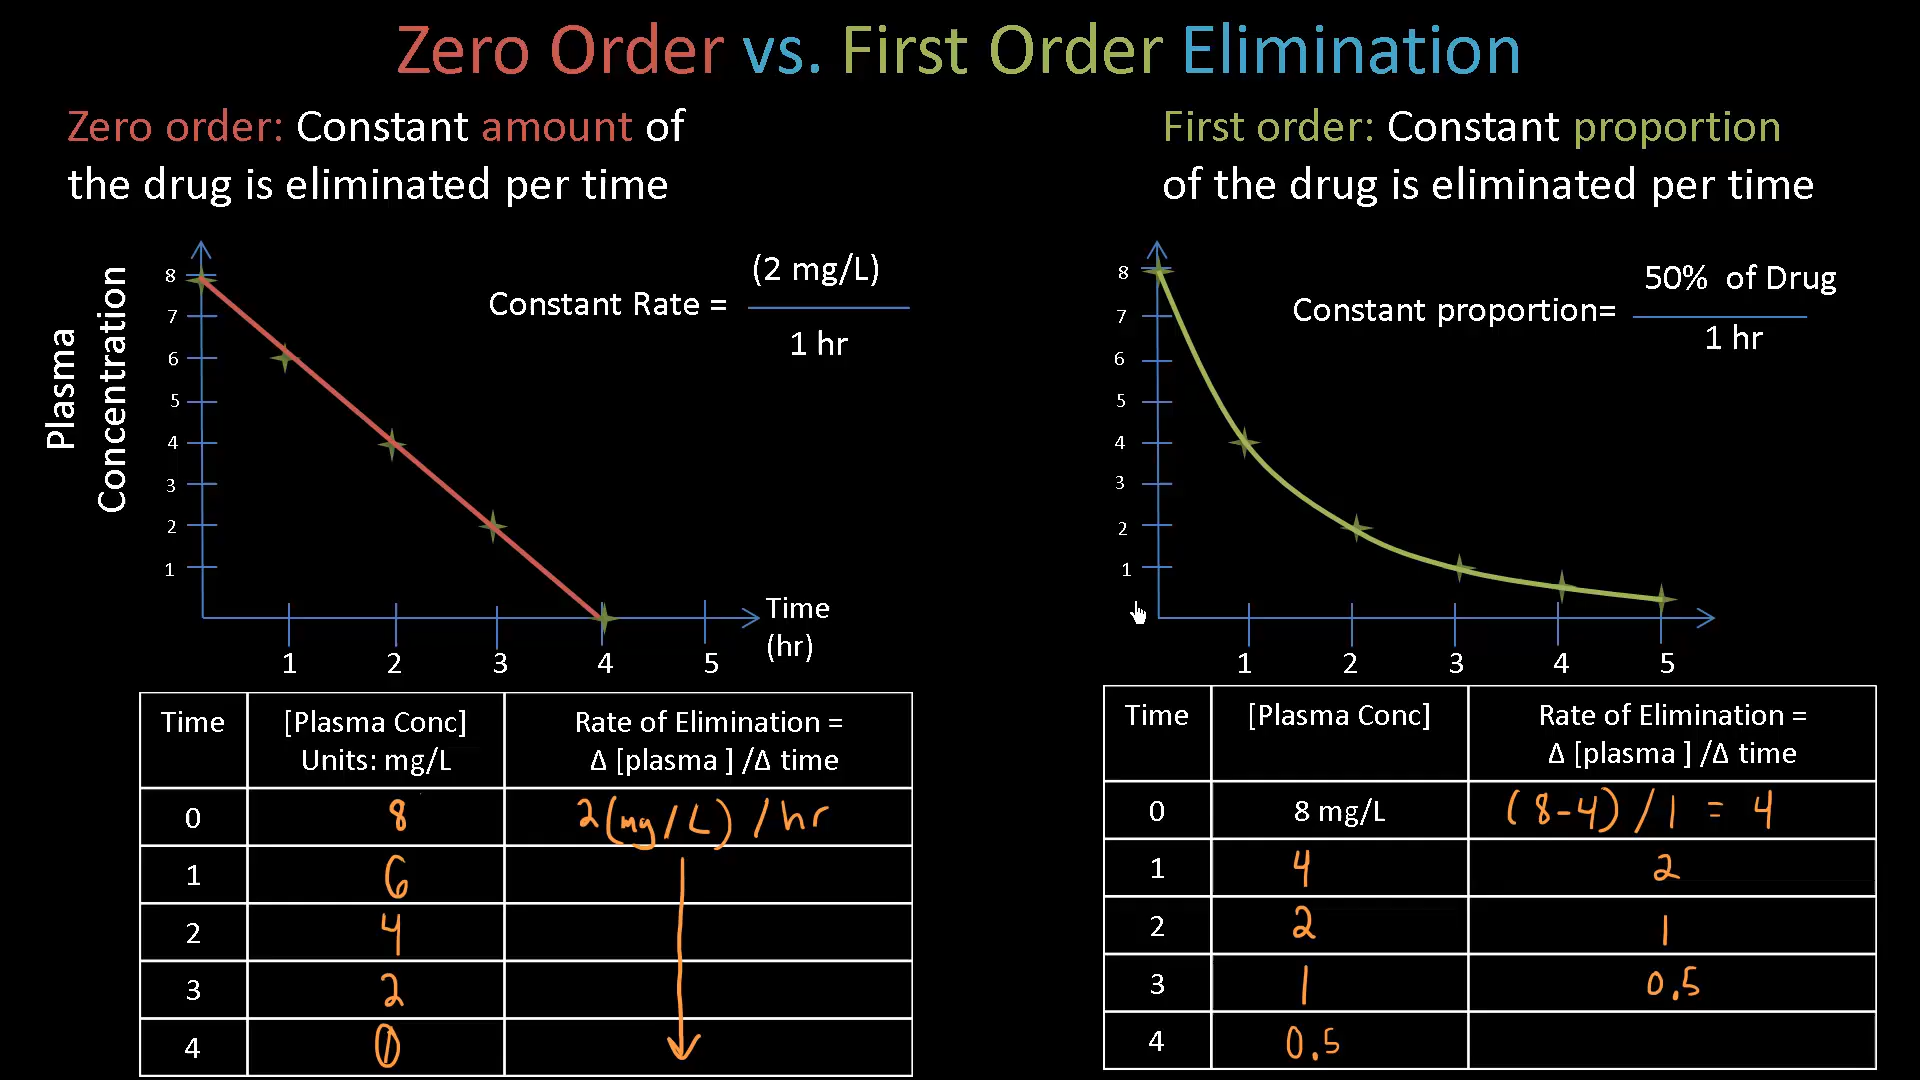 Zero Order vs. First Order Elimination
Zero order: Constant amount of
the drug is eliminated per time
First order: Constant proportion
of the drug is eliminated per time
Plasma
Concentration
8
7
6
5
4
3
2
1
Constant Rate =
(2 mg/L)
1 hr
1 2 3 4 5
Time
(hr)
8
7
6
5
4
3
2
1
Constant proportion=
50% of Drug
1 hr
1 2 3 4 5
Time [Plasma Conc] Rate of Elimination =
Units: mg/L Δ [plasma ] /Δ time
0 8 2(mg/L) /hr
1 6
2 4
3 2
4
Time [Plasma Conc] Rate of Elimination =
Δ [plasma ] /Δ time
0 8 mg/L (8-4) / 1 = 4
1 4 2
2 2 1
3 1 0.5
4 0.5